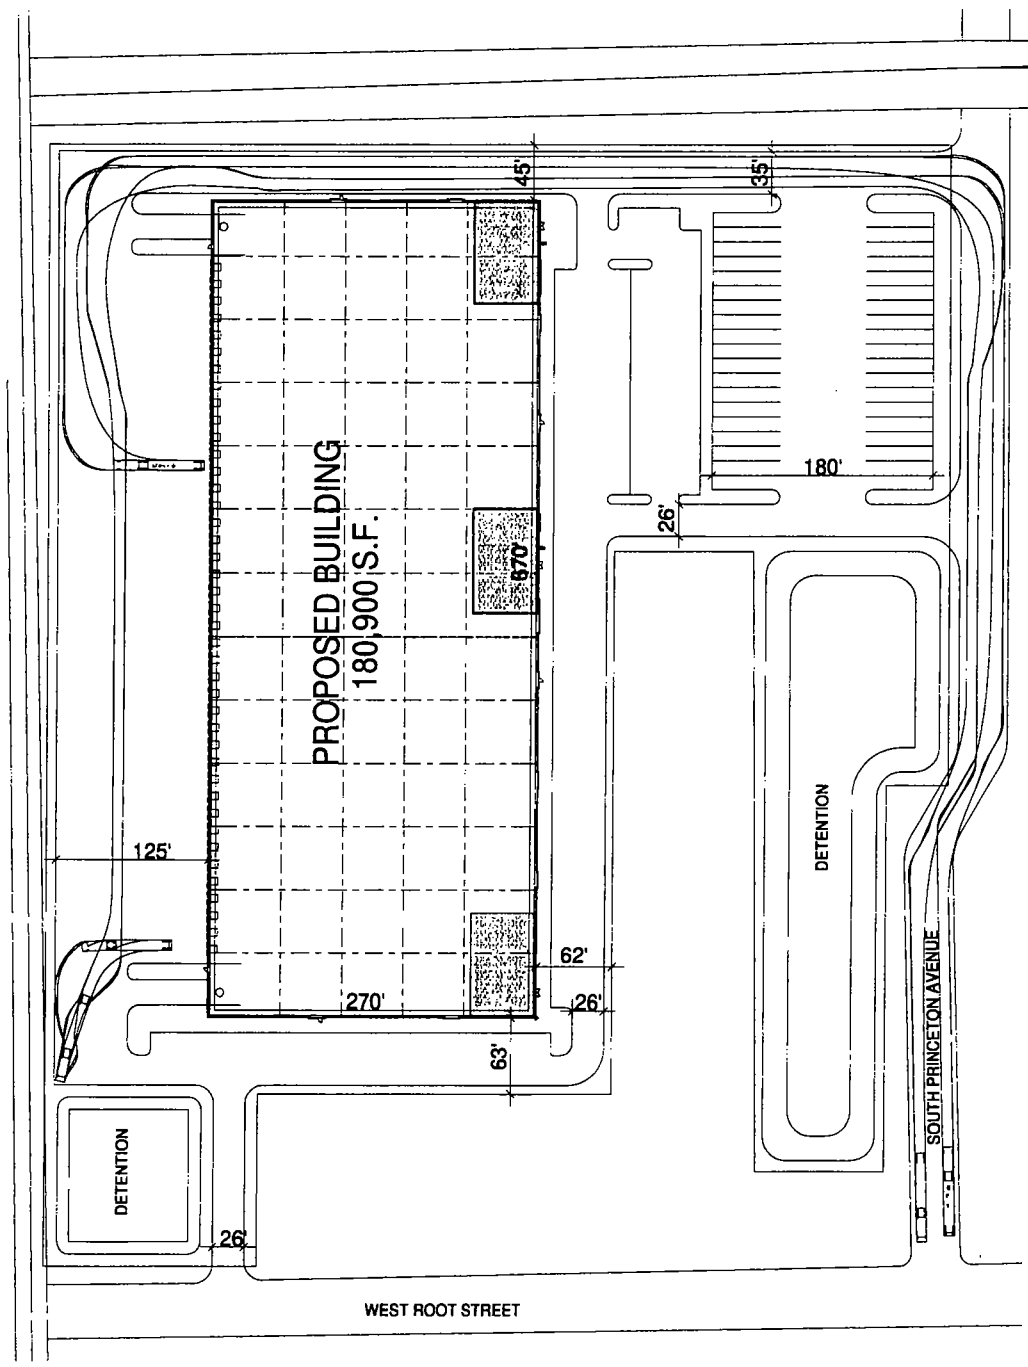 45'
35'
180'
26'
PROPOSED BUILDING
180,900 S.F.
670'
DETENTION
125'
62'
270'
26'
63'
SOUTH PRINCETON AVENUE
DETENTION
26'
WEST ROOT STREET